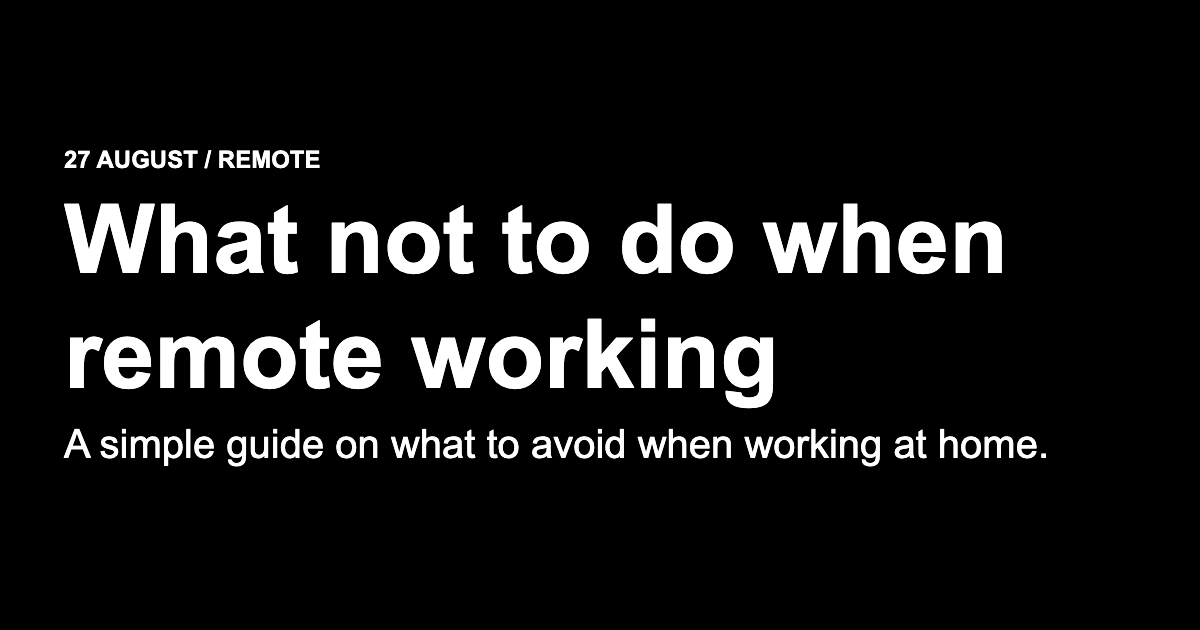 27 AUGUST / REMOTE
What not to do when
remote working
A simple guide on what to avoid when working at home.